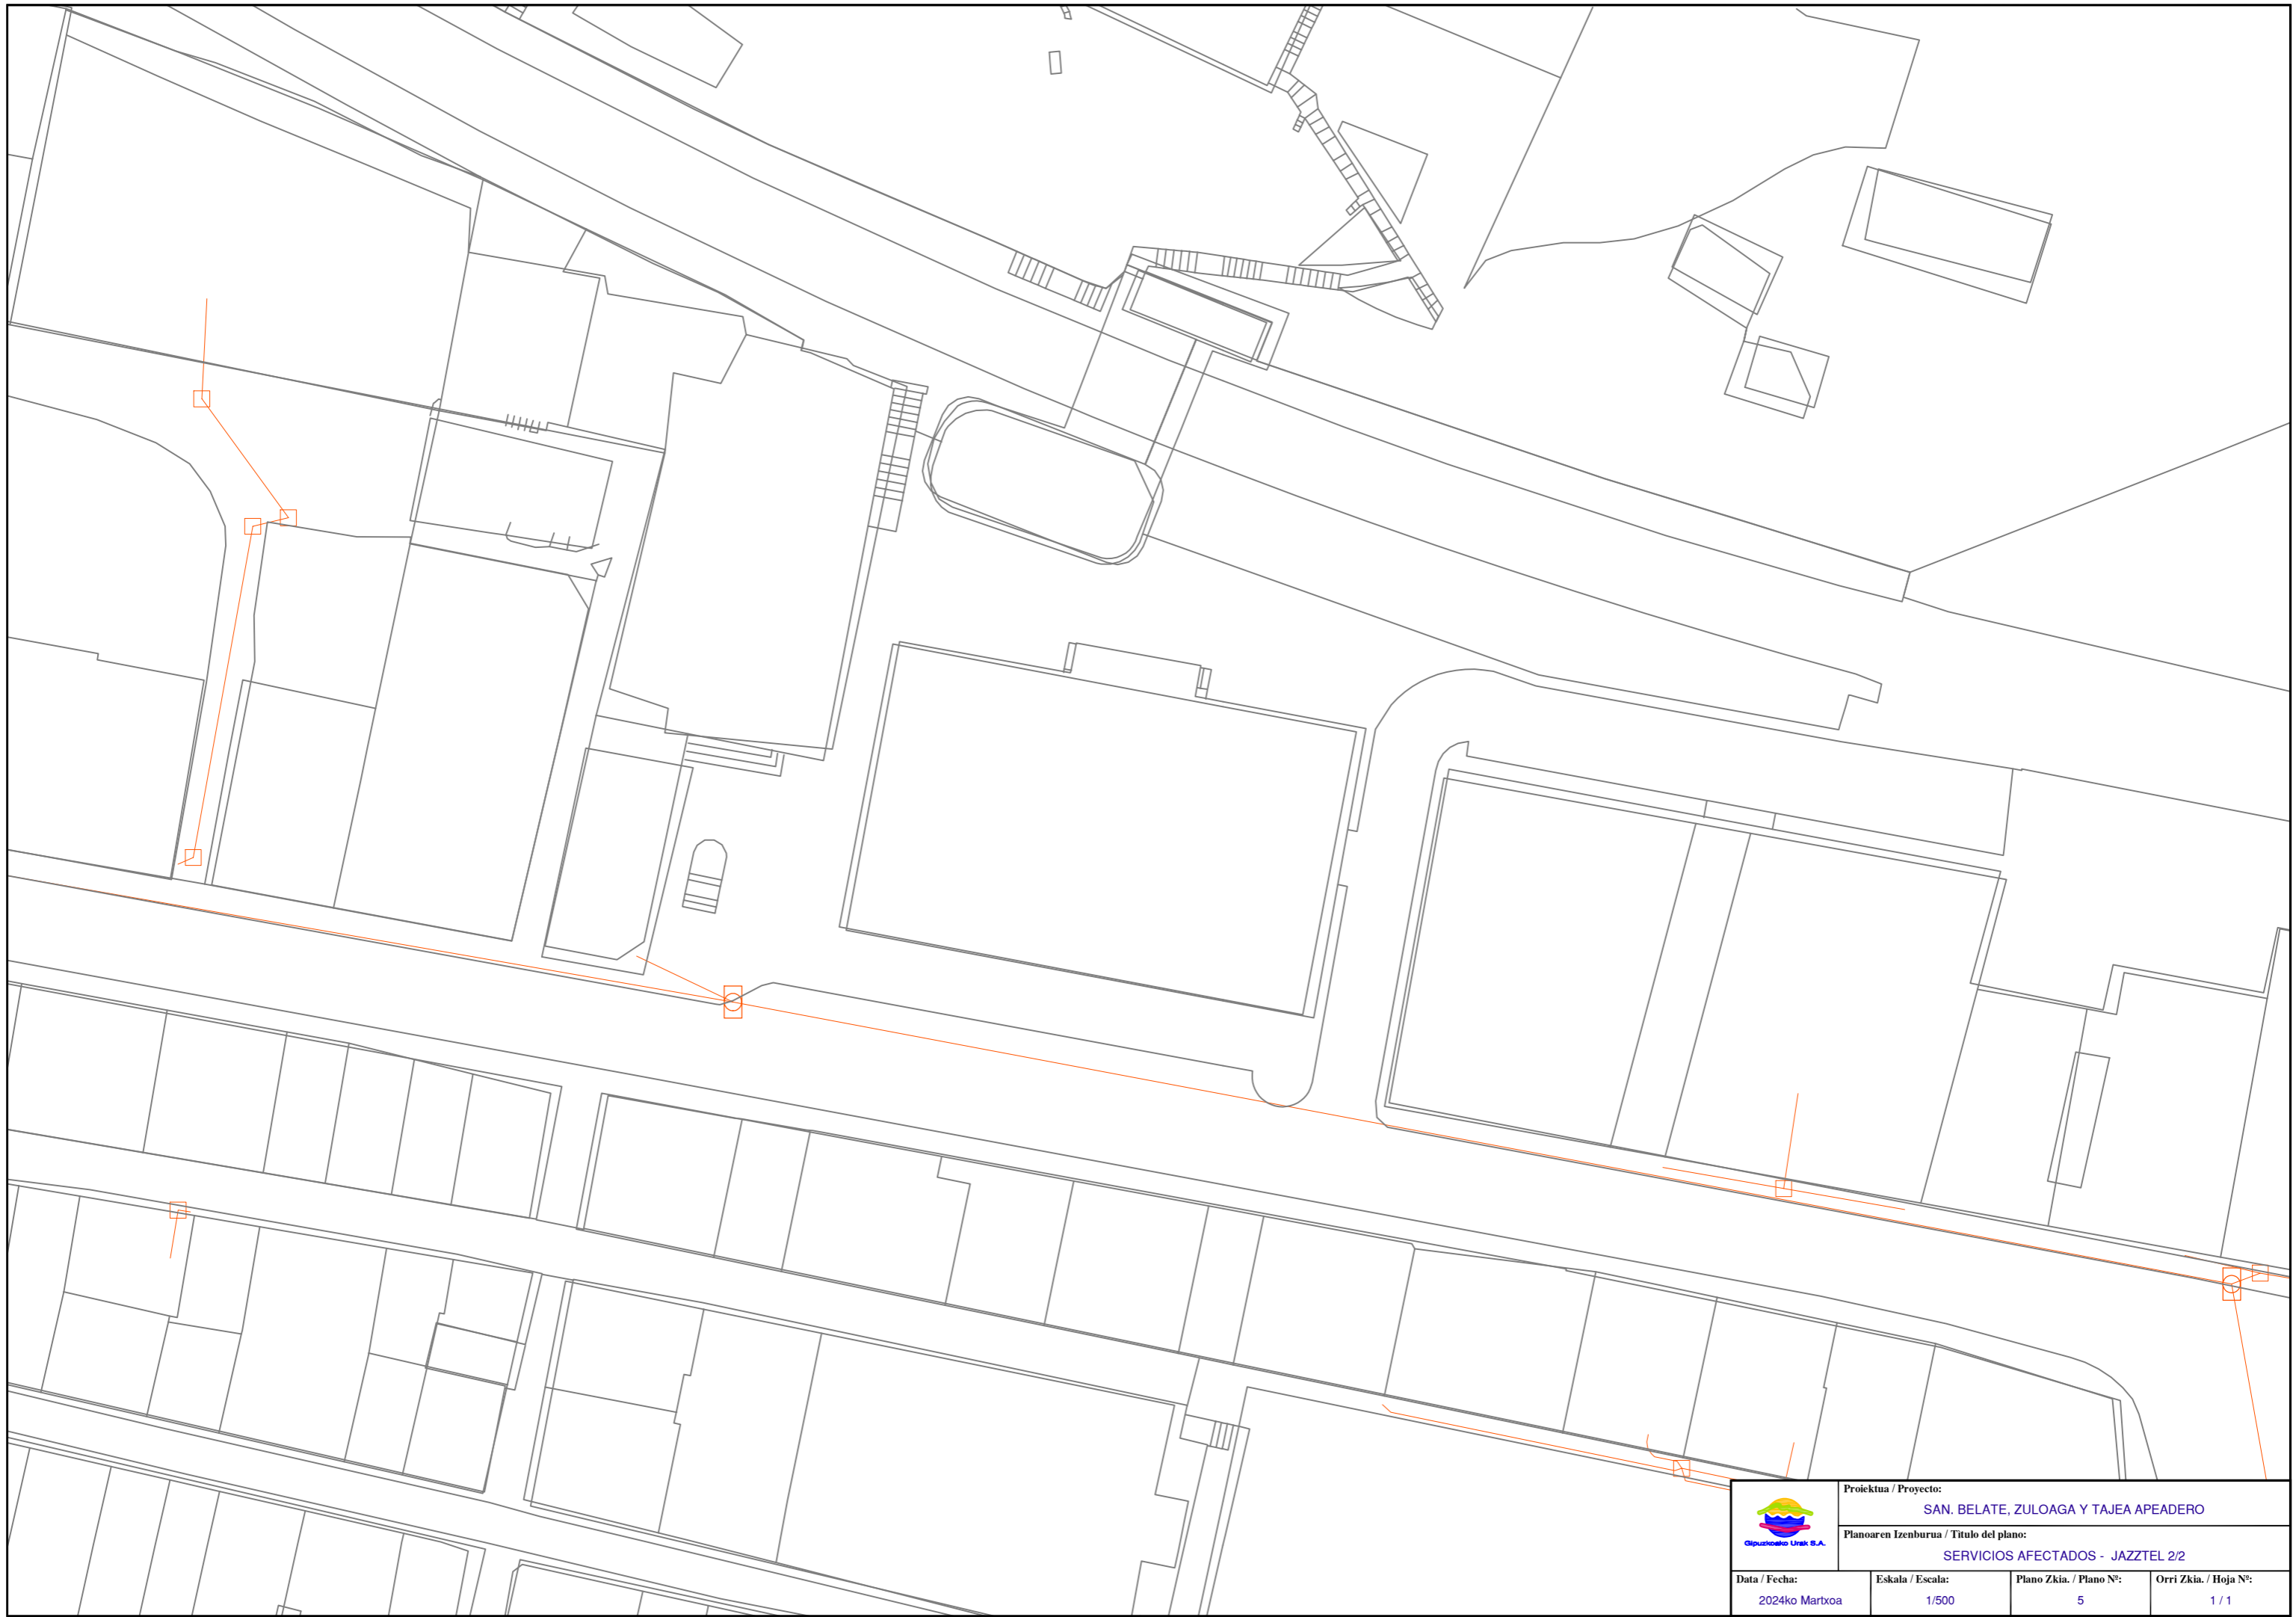 Gipuzkoako Urak S.A.
Proiektua / Proyecto:
SAN. BELATE, ZULOAGA Y TAJEA APEADERO
Planoaren Izenburua / Titulo del plano:
SERVICIOS AFECTADOS - JAZZTEL 2/2
Data / Fecha:
2024ko Martxoa
Eskala / Escala:
1/500
Plano Zkia. / Plano Nº:
5
Orri Zkia. / Hoja Nº:
1 / 1